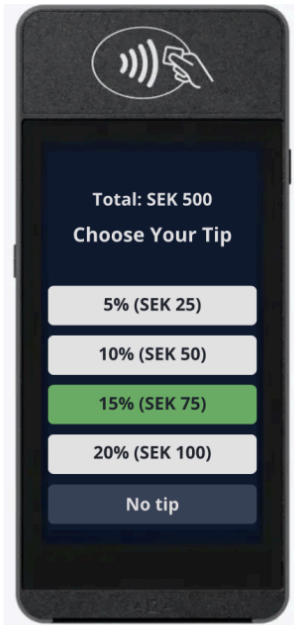 Total: SEK 500
Choose Your Tip
5% (SEK 25)
10% (SEK 50)
15% (SEK 75)
20% (SEK 100)
No tip